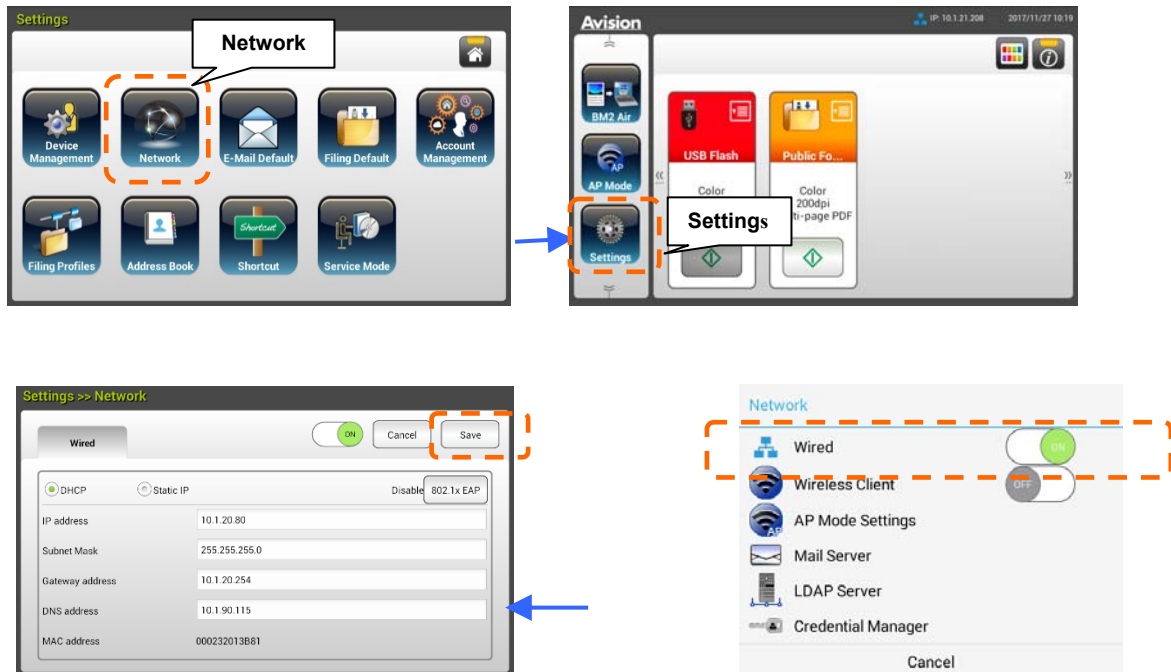 Settings
Network
Device
Management
Network
E-Mail Default
Filing Default
Account
Management
Filing Profiles
Address Book
Shortcut
Shortcut
Service Mode
Avision
IP: 10.1.21.208
2017/11/27 10:19
BM2 Air
AP
AP Mode
Settings
USB Flash
Color
Public Fo...
Color
200dpi
ti-page PDF
Settings
Settings >> Network
Wired
ON
Cancel
Save
DHCP
Static IP
Disable
802.1x EAP
IP address
10.1.20.80
Subnet Mask
255.255.255.0
Gateway address
10.1.20.254
DNS address
10.1.90.115
MAC address
000232013B81
Network
Wired
ON
Wireless Client
OFF
AP
AP Mode Settings
Mail Server
LDAP Server
Credential Manager
Cancel